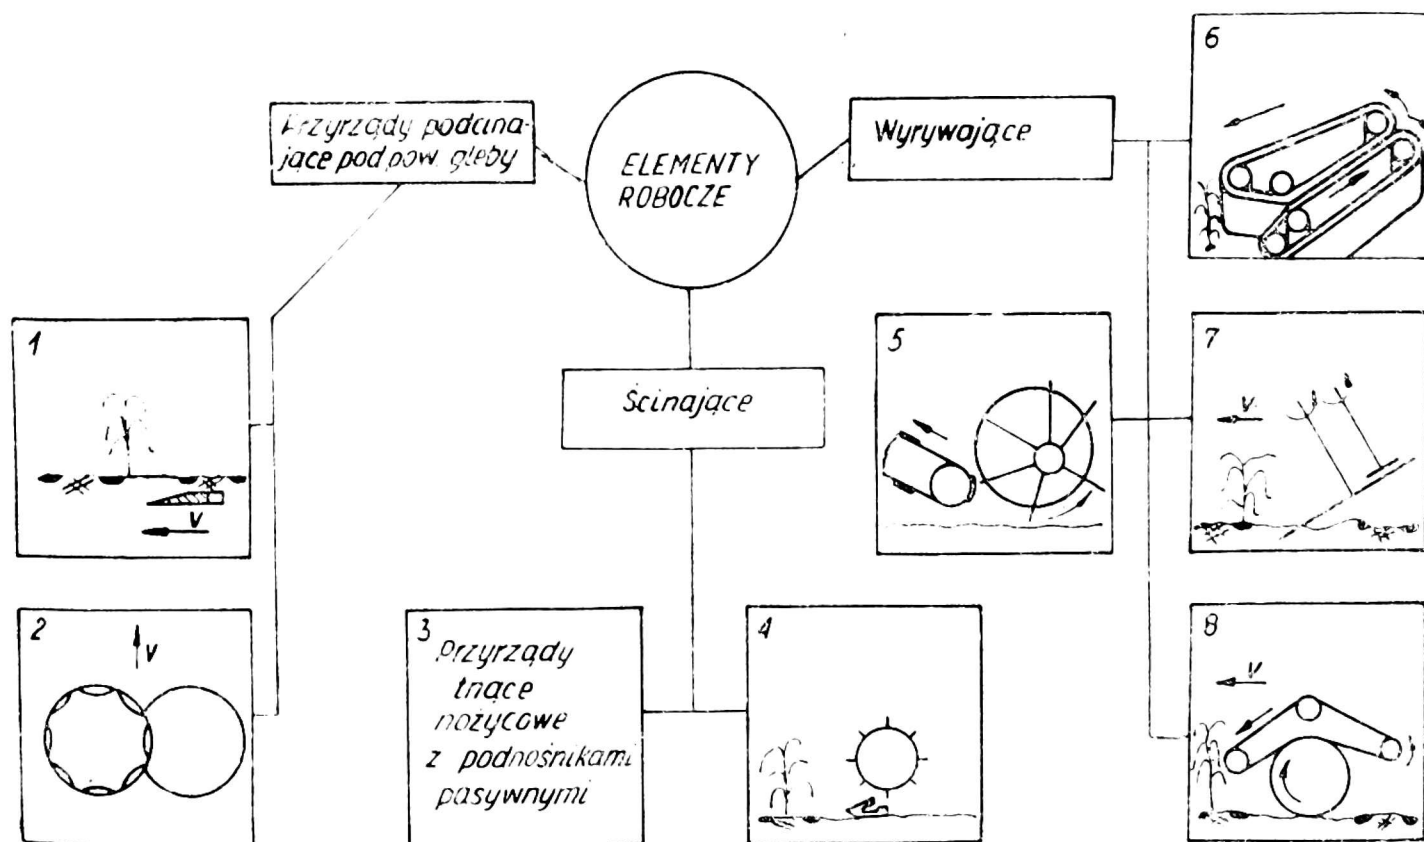 Przyrządy podcina-
jące pod pow. gleby
ELEMENTY
ROBOCZE
Wyrywające
6
1
V
Ścinające
5
7
V
2
V
3
Przyrządy
tnące
nożycowe
z podnośnikami
pasywnymi
4
8
V